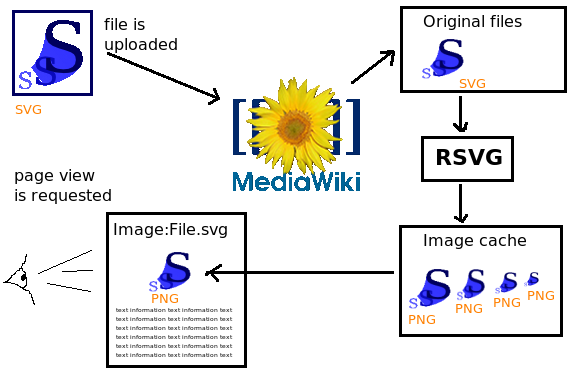 S
S
S
SVG
file is
uploaded
[[ ]]
MediaWiki
Original files
S
S
S
SVG
RSVG
Image cache
S
S
S
PNG
S
S
PNG
S
PNG
S
PNG
page view
is requested
Image:File.svg
S
S
S
PNG
text information text information text
text information text information text
text information text information text
text information text information text
text information text information text
text information text information text